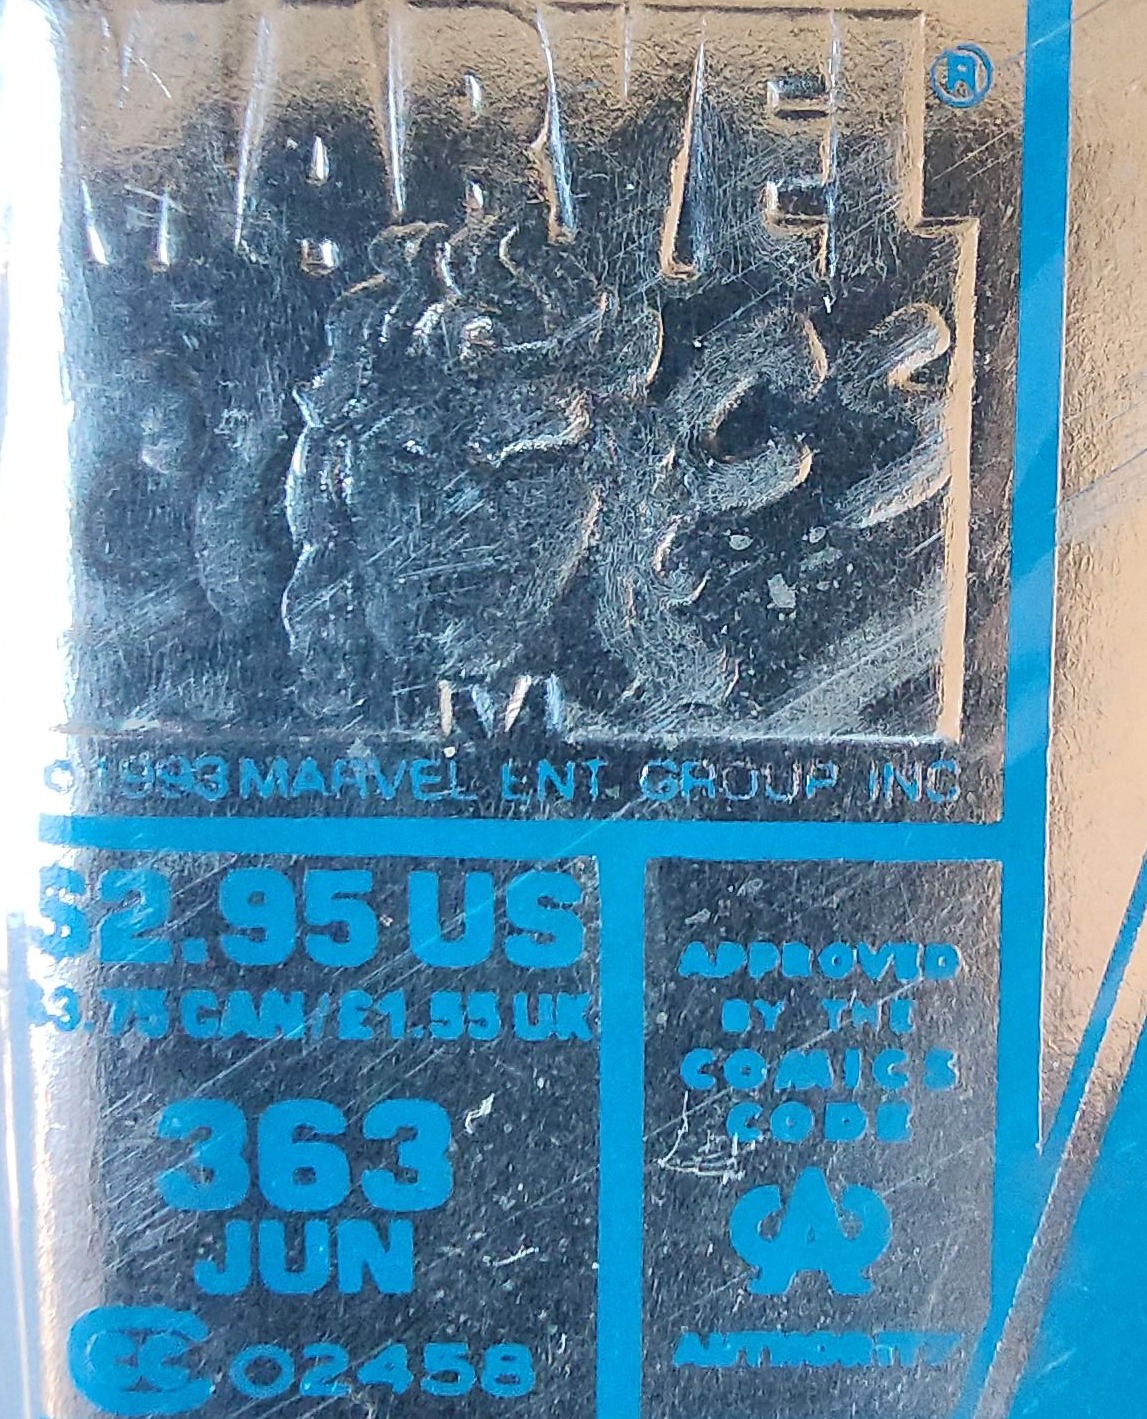 MARVEL ®
© 1993 MARVEL ENT. GROUP, INC.
$2.95 US
$3.75 CAN/£1.55 UK
363
JUN
CC 02458
APPROVED
BY THE
COMICS
CODE
CA
AUTHORITY